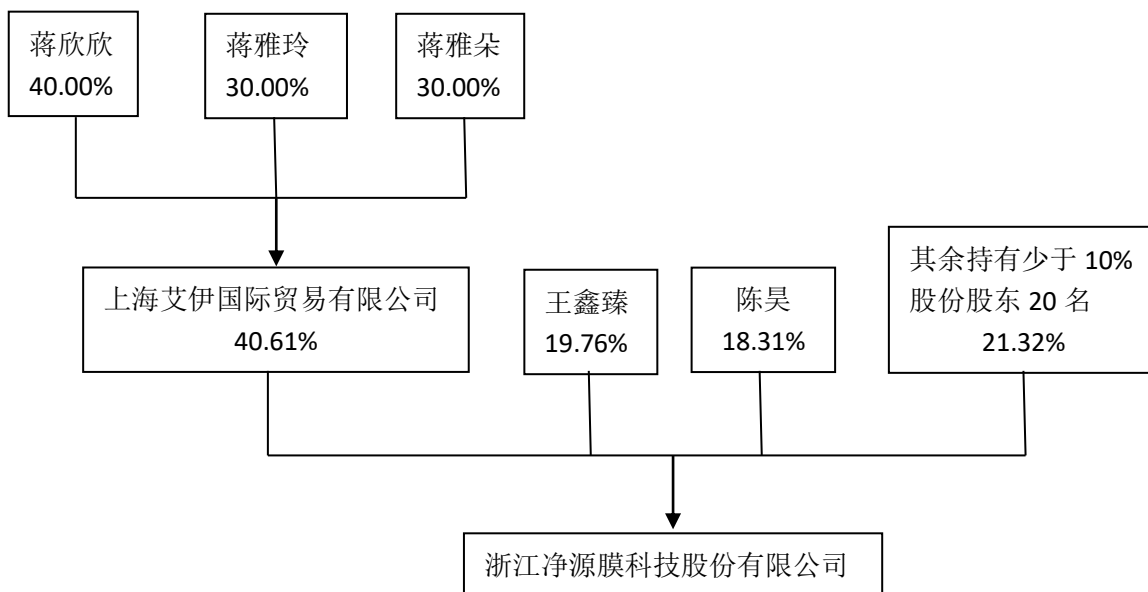 蒋欣欣
40.00%
蒋雅玲
30.00%
蒋雅朵
30.00%
上海艾伊国际贸易有限公司
40.61%
王鑫臻
19.76%
陈昊
18.31%
其余持有少于 10%
股份股东 20 名
21.32%
浙江净源膜科技股份有限公司